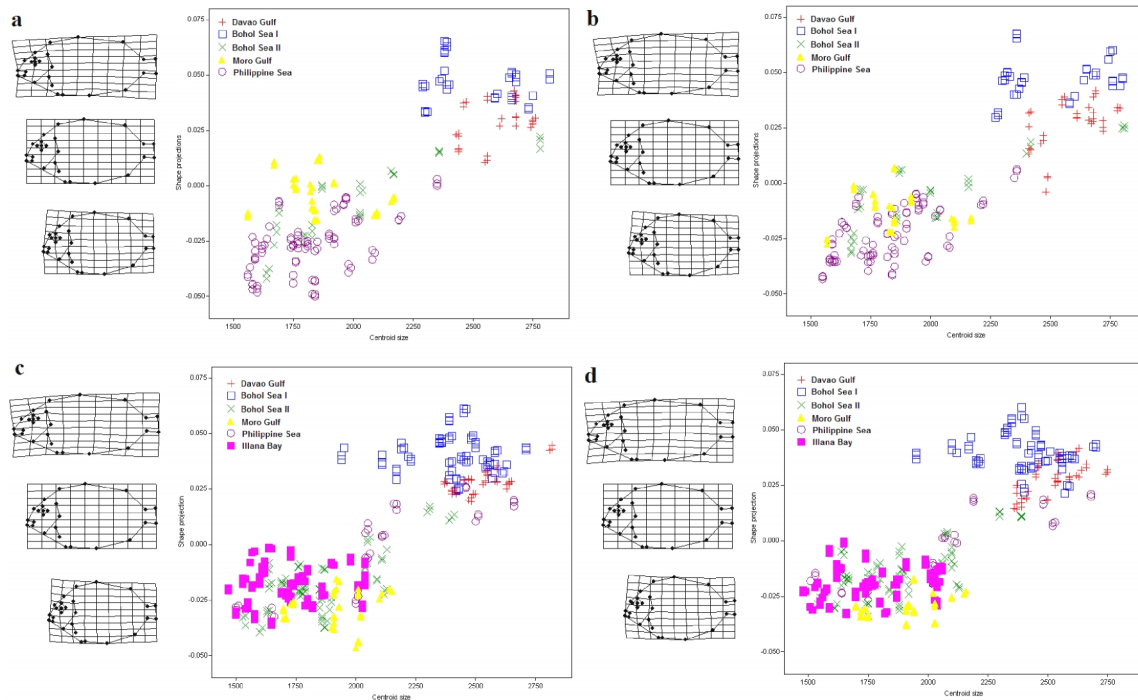 a
0.075
0.050
0.025
0.000
-0.025
-0.050
Shape projections
Davao Gulf
Bohol Sea I
Bohol Sea II
Moro Gulf
Philippine Sea
1500 1750 2000 2250 2500 2750
Centroid size
b
0.075
0.050
0.025
0.000
-0.025
-0.050
Shape projections
Davao Gulf
Bohol Sea I
Bohol Sea II
Moro Gulf
Philippine Sea
1500 1750 2000 2250 2500 2750
Centroid size
c
0.075
0.050
0.025
0.000
-0.025
-0.050
Shape projection
Davao Gulf
Bohol Sea I
Bohol Sea II
Moro Gulf
Philippine Sea
Illana Bay
1500 1750 2000 2250 2500 2750
Centroid size
d
0.075
0.050
0.025
0.000
-0.025
-0.050
Shape projection
Davao Gulf
Bohol Sea I
Bohol Sea II
Moro Gulf
Philippine Sea
Illana Bay
1500 1750 2000 2250 2500 2750
Centroid size